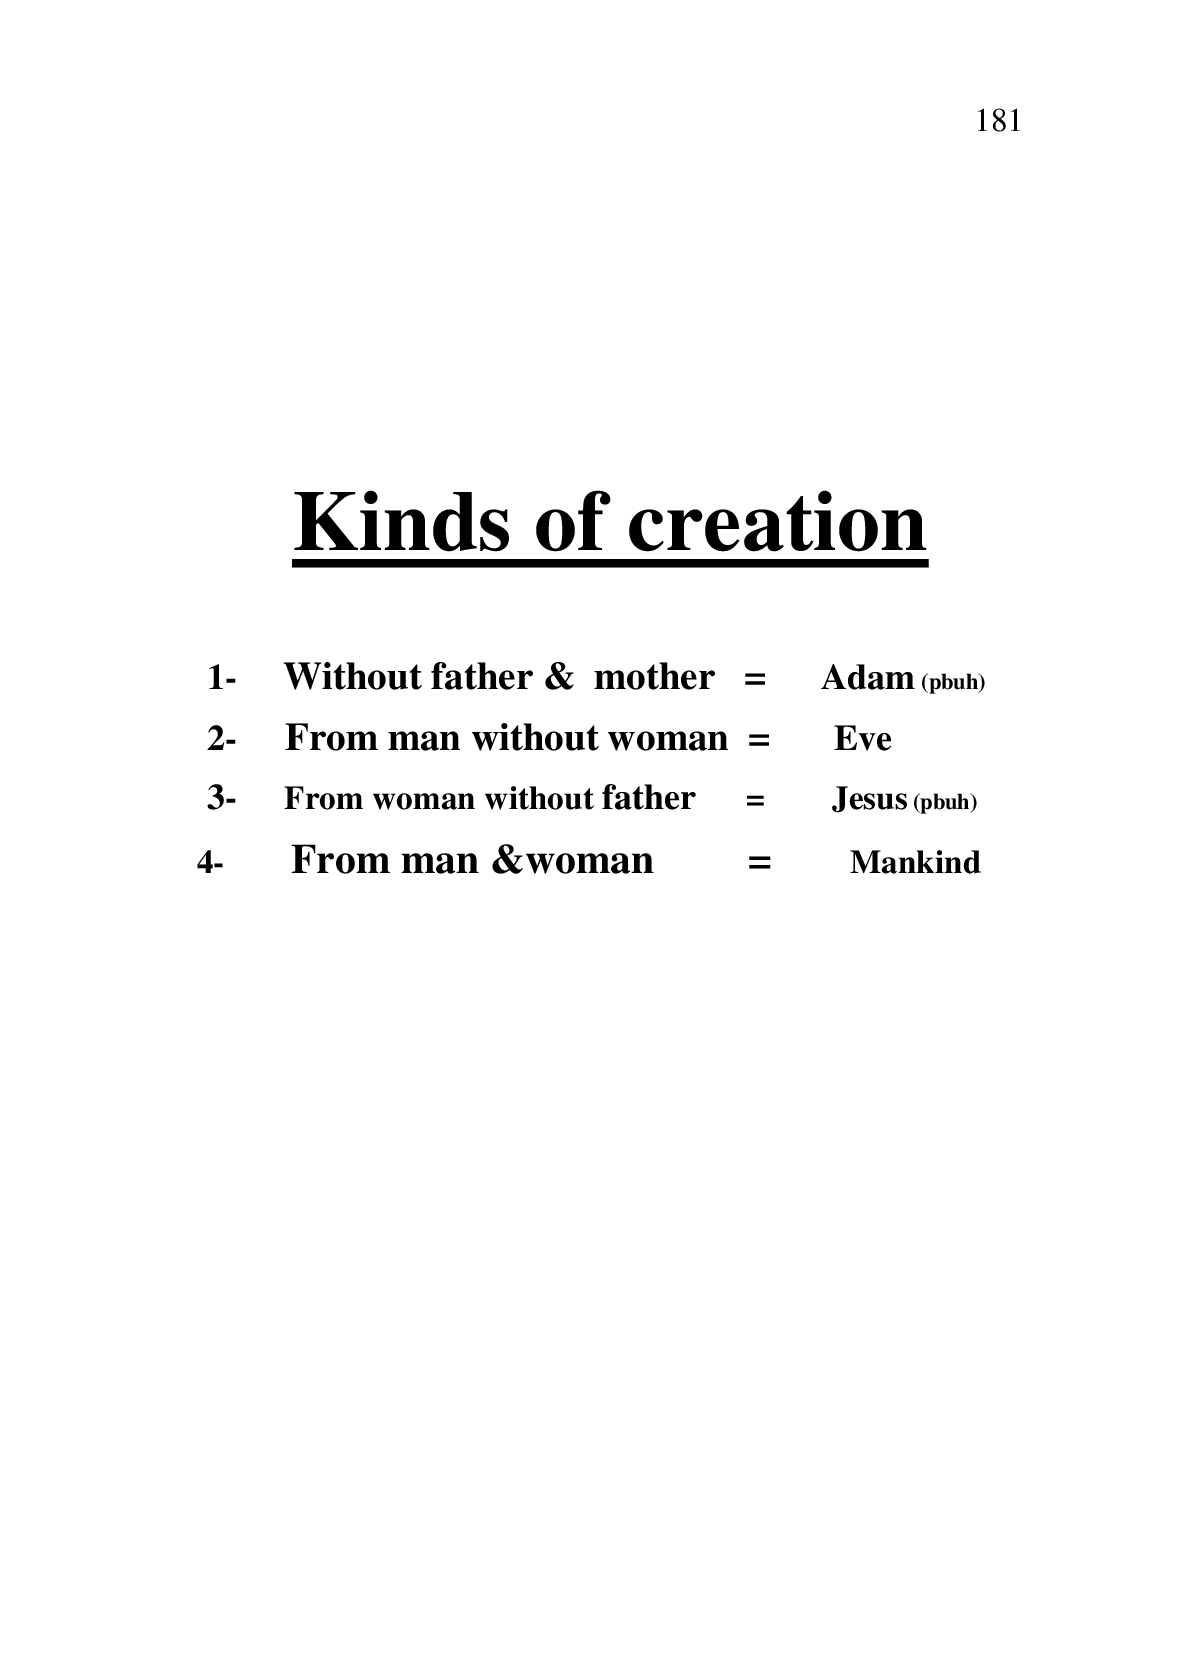 181
Kinds of creation
1- Without father & mother = Adam (pbuh)
2- From man without woman = Eve
3- From woman without father = Jesus (pbuh)
4- From man &woman = Mankind